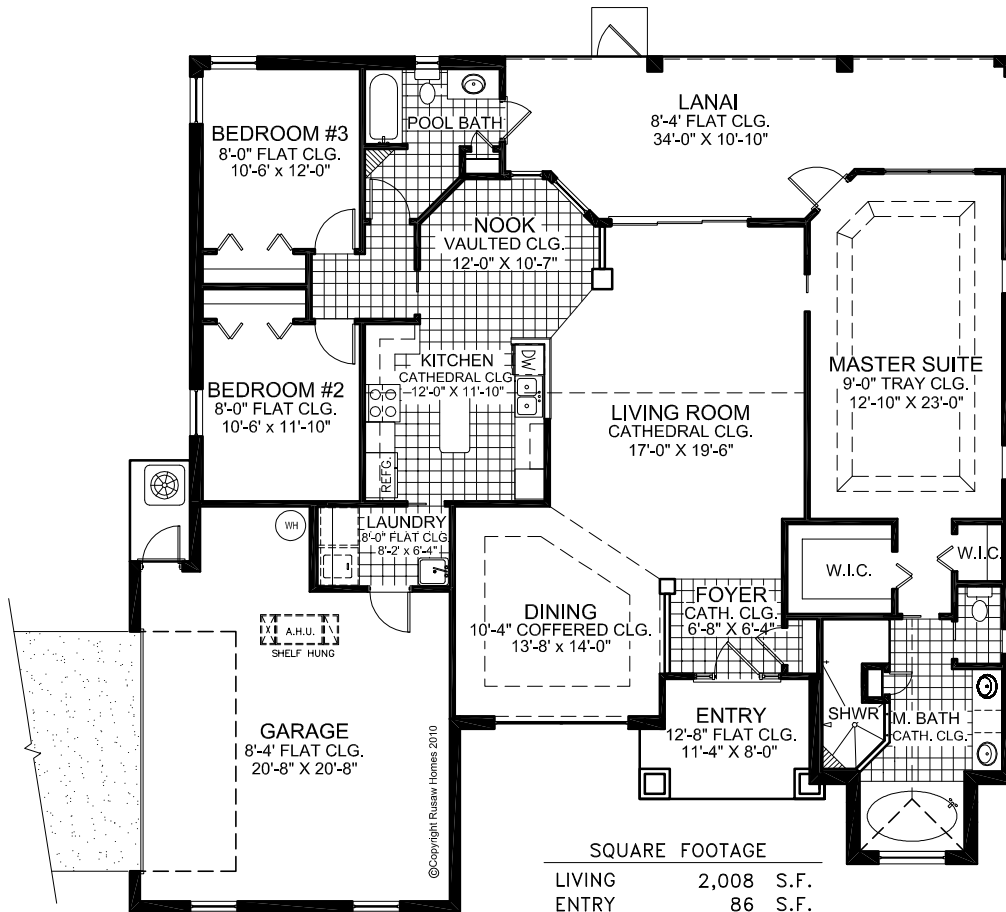 LANAI
8'-4' FLAT CLG.
34'-0" X 10'-10"
POOL BATH
BEDROOM #3
8'-0" FLAT CLG.
10'-6' x 12'-0"
NOOK
VAULTED CLG.
12'-0" X 10'-7"
KITCHEN
CATHEDRAL CLG
12'-0" X 11'-10"
DW
REFG.
BEDROOM #2
8'-0" FLAT CLG.
10'-6' x 11'-10"
LIVING ROOM
CATHEDRAL CLG.
17'-0" X 19'-6"
MASTER SUITE
9'-0" TRAY CLG.
12'-10" X 23'-0"
WH
LAUNDRY
8'-0" FLAT CLG.
8'-2' x 6'-4"
W.I.C.
W.I.C.
DINING
10'-4" COFFERED CLG.
13'-8' x 14'-0"
FOYER
CATH. CLG.
6'-8" X 6'-4"
A.H.U.
SHELF HUNG
GARAGE
8'-4' FLAT CLG.
20'-8" X 20'-8"
ENTRY
12'-8" FLAT CLG.
11'-4" X 8'-0"
SHWR
M. BATH
CATH. CLG.
©Copyright Rusaw Homes 2010
SQUARE FOOTAGE
LIVING 2,008 S.F.
ENTRY 86 S.F.